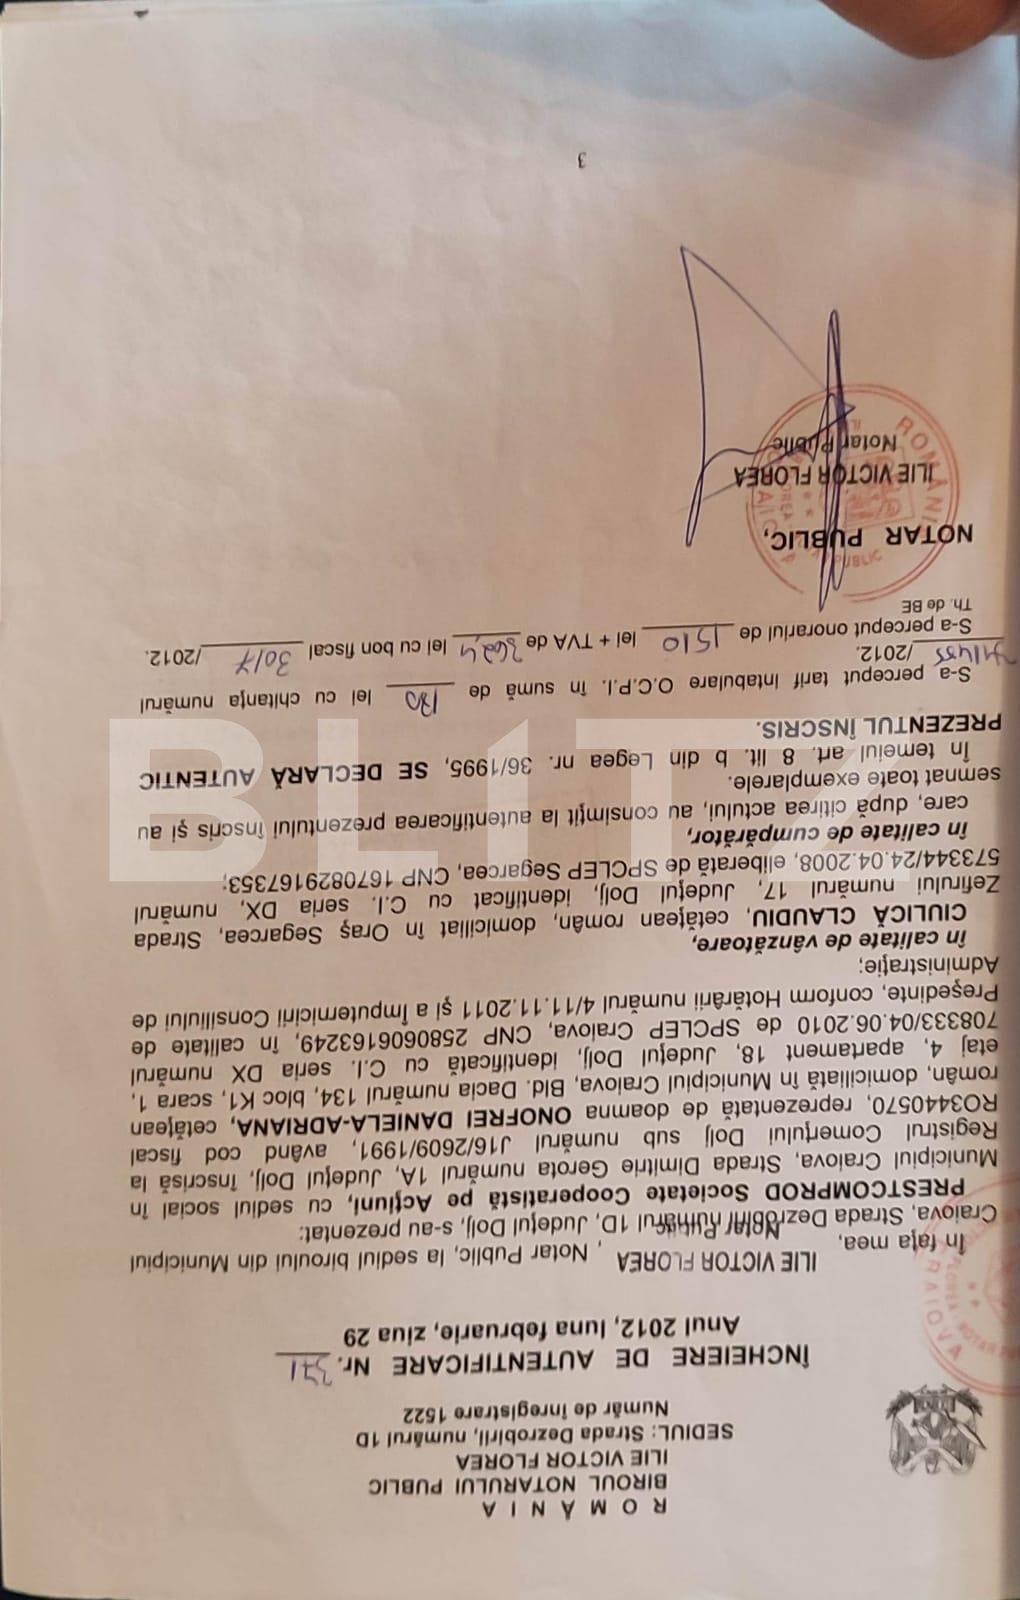 R O M Â N I A
BIROUL NOTARULUI PUBLIC
ILIE VICTOR FLOREA
SEDIUL: Strada Dezrobirii, numărul 1D
Număr de înregistrare 1522
ÎNCHEIERE DE AUTENTIFICARE Nr. 371
Anul 2012, luna februarie, ziua 29
În faţa mea, ILIE VICTOR FLOREA, Notar Public, la sediul biroului din Municipiul
Notar Public
Craiova, Strada Dezrobirii numărul 1D, Judeţul Dolj, s-au prezentat:
PRESTCOMPROD Societate Cooperatistă pe Acţiuni, cu sediul social în
Municipiul Craiova, Strada Dimitrie Gerota numărul 1A, Judeţul Dolj, înscrisă la
Registrul Comerţului Dolj sub numărul J16/2609/1991, având cod fiscal
RO3440570, reprezentată de doamna ONOFREI DANIELA-ADRIANA, cetăţean
român, domiciliată în Municipiul Craiova, Bld. Dacia numărul 134, bloc K1, scara 1,
etaj 4, apartament 18, Judeţul Dolj, identificată cu C.I. seria DX numărul
708333/04.06.2010 de SPCLEP Craiova, CNP 2580606163249, în calitate de
Preşedinte, conform Hotărârii numărul 4/11.11.2011 şi a Împuternicirii Consiliului de
Administraţie;
în calitate de vânzătoare,
CIULICĂ CLAUDIU, cetăţean român, domiciliat în Oraş Segarcea, Strada
Zefirului numărul 17, Judeţul Dolj, identificat cu C.I. seria DX, numărul
573344/24.04.2008, eliberată de SPCLEP Segarcea, CNP 1670829167353;
în calitate de cumpărător,
care, după citirea actului, au consimţit la autentificarea prezentului înscris şi au
semnat toate exemplarele.
În temeiul art. 8 lit. b din Legea nr. 36/1995, SE DECLARĂ AUTENTIC
PREZENTUL ÎNSCRIS.
S-a perceput tarif intabulare O.C.P.I. în sumă de 130 lei cu chitanţa numărul
/2012.
S-a perceput onorariul de 1510 lei + TVA de 362,4 lei cu bon fiscal 3017 /2012.
Th. de BE
NOTAR PUBLIC,
ILIE VICTOR FLOREA
Notar Public
3
BLITZ